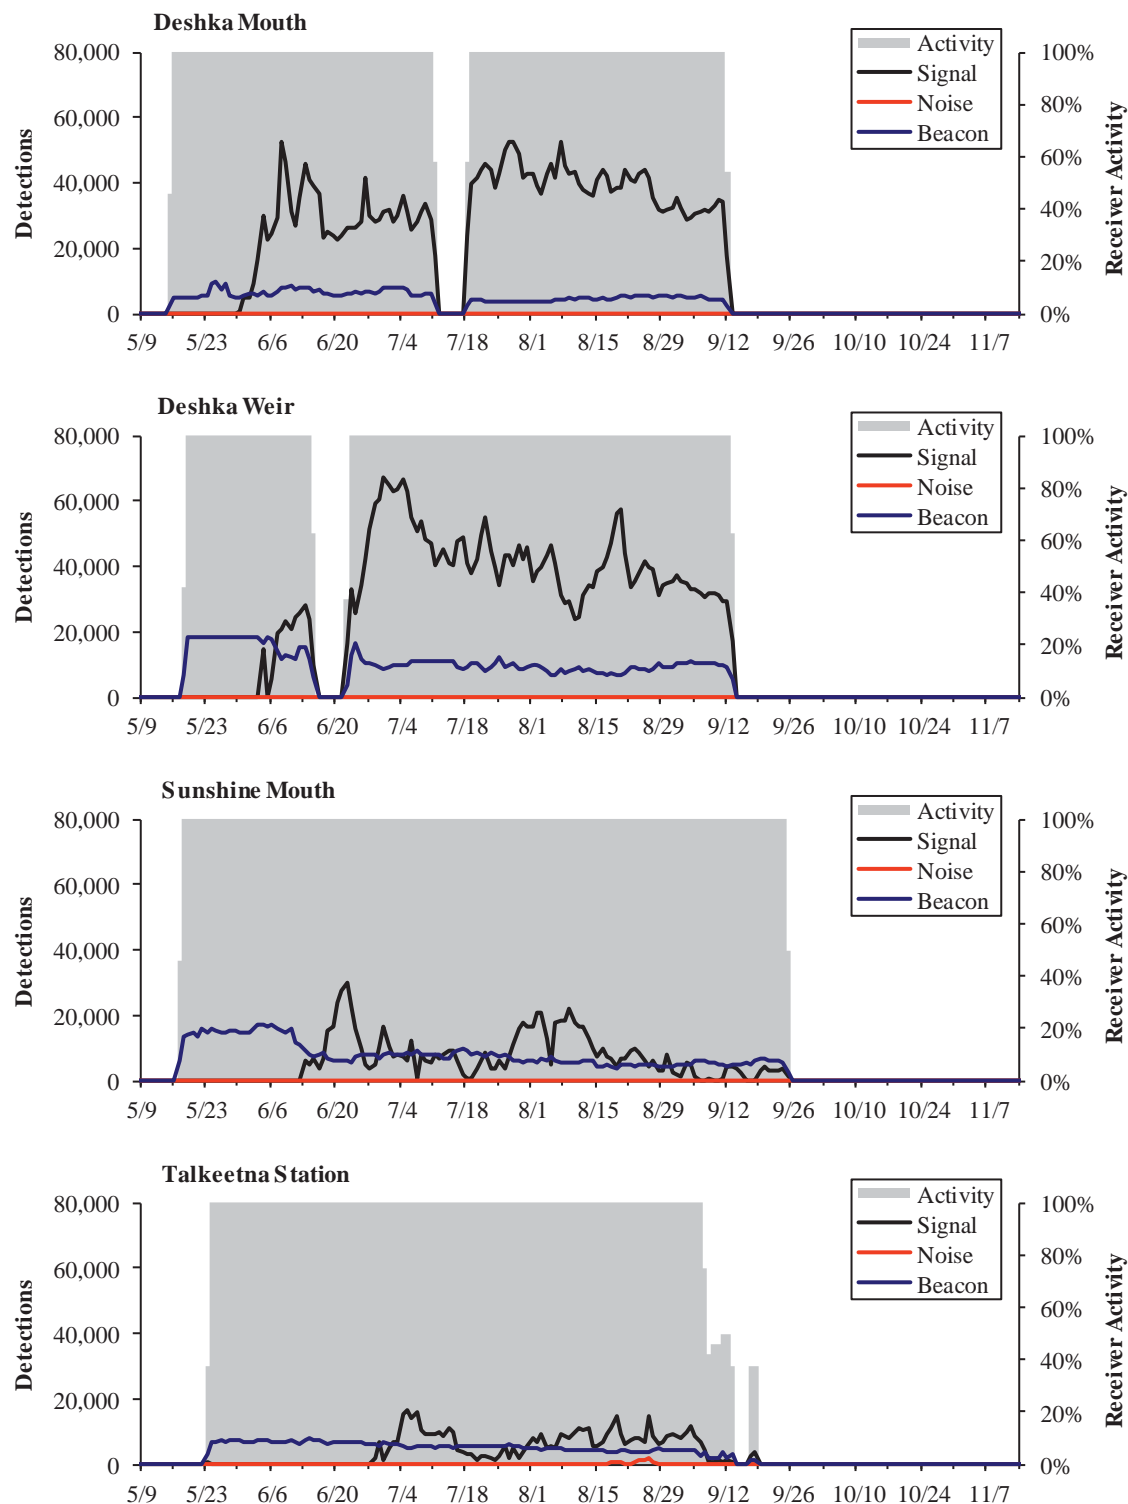 Deshka Mouth
80,000
60,000
40,000
20,000
0
Detections
100%
80%
60%
40%
20%
0%
Receiver Activity
Activity
Signal
Noise
Beacon
5/9 5/23 6/6 6/20 7/4 7/18 8/1 8/15 8/29 9/12 9/26 10/10 10/24 11/7
Deshka Weir
80,000
60,000
40,000
20,000
0
Detections
100%
80%
60%
40%
20%
0%
Receiver Activity
Activity
Signal
Noise
Beacon
5/9 5/23 6/6 6/20 7/4 7/18 8/1 8/15 8/29 9/12 9/26 10/10 10/24 11/7
Sunshine Mouth
80,000
60,000
40,000
20,000
0
Detections
100%
80%
60%
40%
20%
0%
Receiver Activity
Activity
Signal
Noise
Beacon
5/9 5/23 6/6 6/20 7/4 7/18 8/1 8/15 8/29 9/12 9/26 10/10 10/24 11/7
Talkeetna Station
80,000
60,000
40,000
20,000
0
Detections
100%
80%
60%
40%
20%
0%
Receiver Activity
Activity
Signal
Noise
Beacon
5/9 5/23 6/6 6/20 7/4 7/18 8/1 8/15 8/29 9/12 9/26 10/10 10/24 11/7